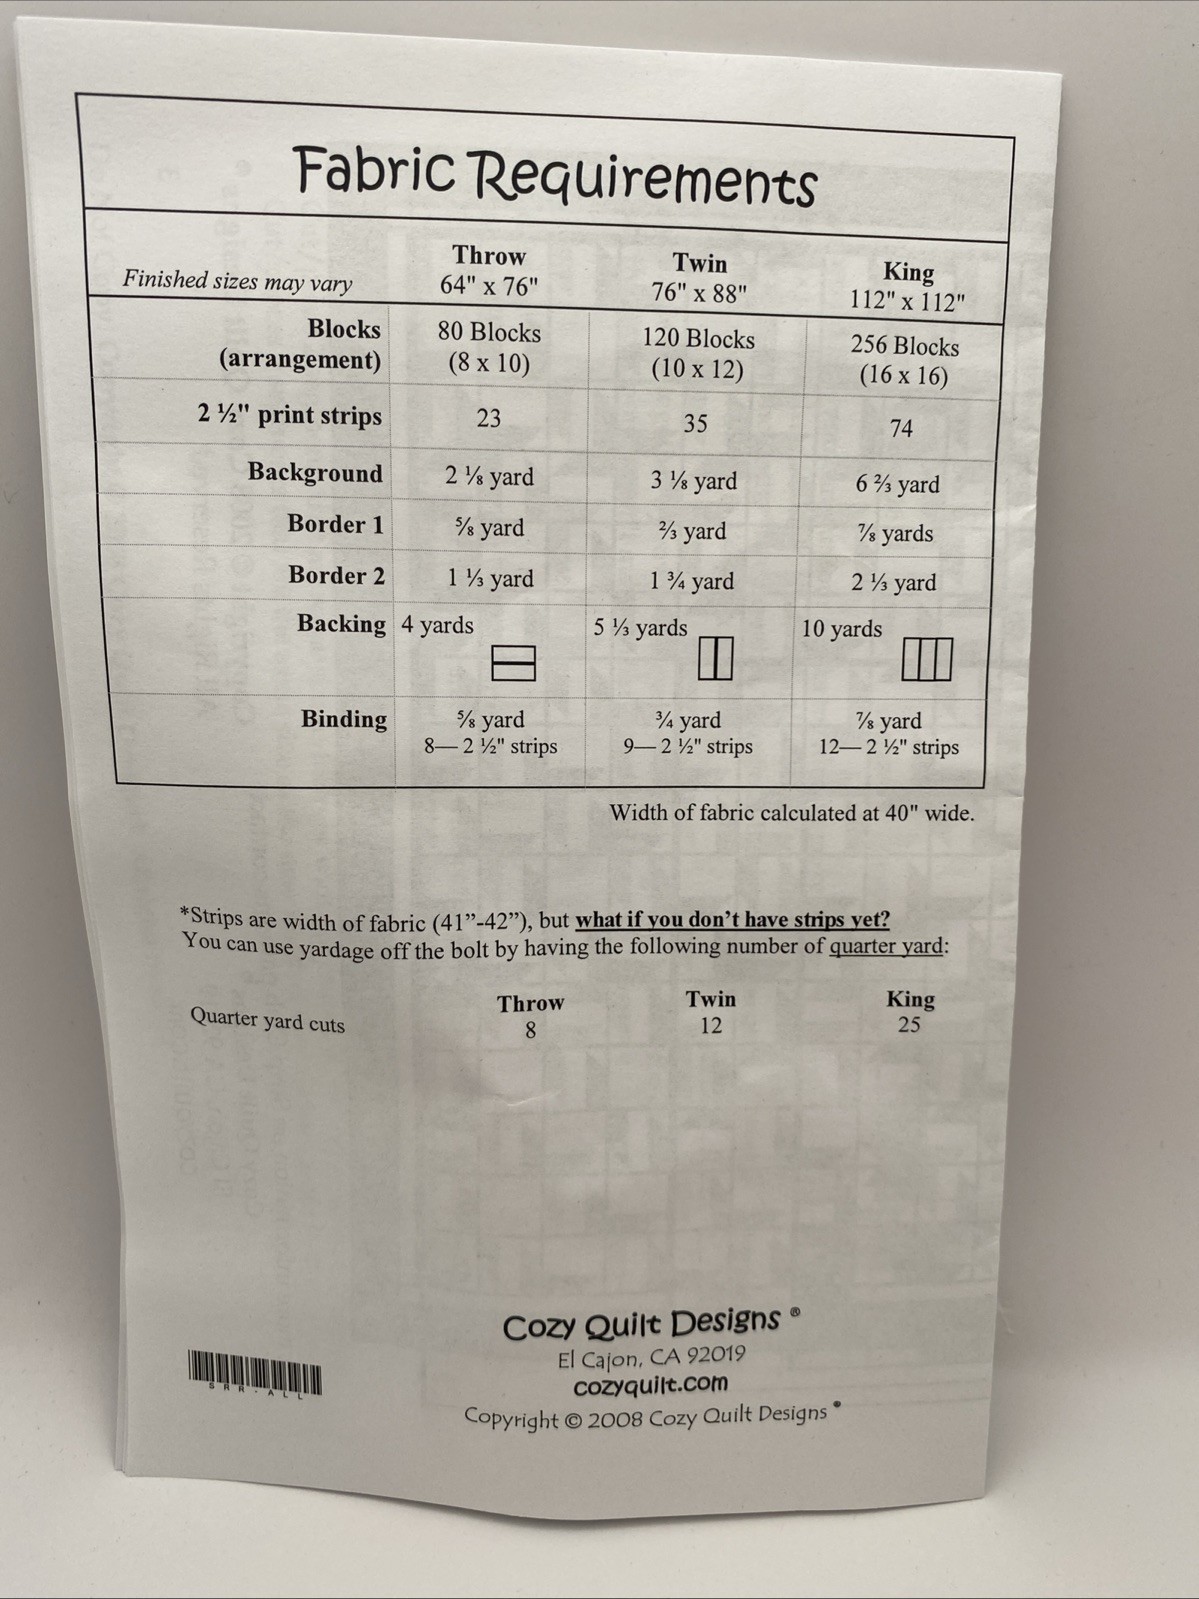 Fabric Requirements
Finished sizes may vary
Throw
64" x 76"
Twin
76" x 88"
King
112" x 112"
Blocks
(arrangement)
80 Blocks
(8 x 10)
120 Blocks
(10 x 12)
256 Blocks
(16 x 16)
2 ½" print strips 23 35 74
Background 2 ⅛ yard 3 ⅛ yard 6 ⅔ yard
Border 1 ⅝ yard ⅔ yard ⅞ yards
Border 2 1 ⅓ yard 1 ¾ yard 2 ⅓ yard
Backing 4 yards 5 ⅓ yards 10 yards
Binding ⅝ yard ¾ yard ⅞ yard
8— 2 ½" strips 9— 2 ½" strips 12— 2 ½" strips
Width of fabric calculated at 40" wide.
*Strips are width of fabric (41”-42”), but what if you don’t have strips yet?
You can use yardage off the bolt by having the following number of quarter yard:
Throw Twin King
Quarter yard cuts 8 12 25
Cozy Quilt Designs ®
El Cajon, CA 92019
cozyquilt.com
Copyright © 2008 Cozy Quilt Designs ®
SRR-ALL